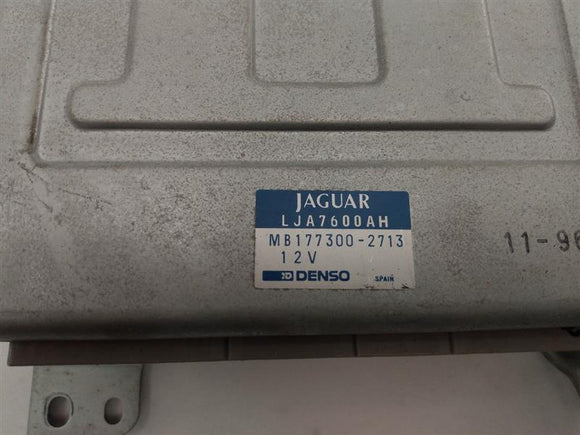 JAGUAR
LJA7600AH
MB177300-2713
12V
DENSO
SPAIN
11-96